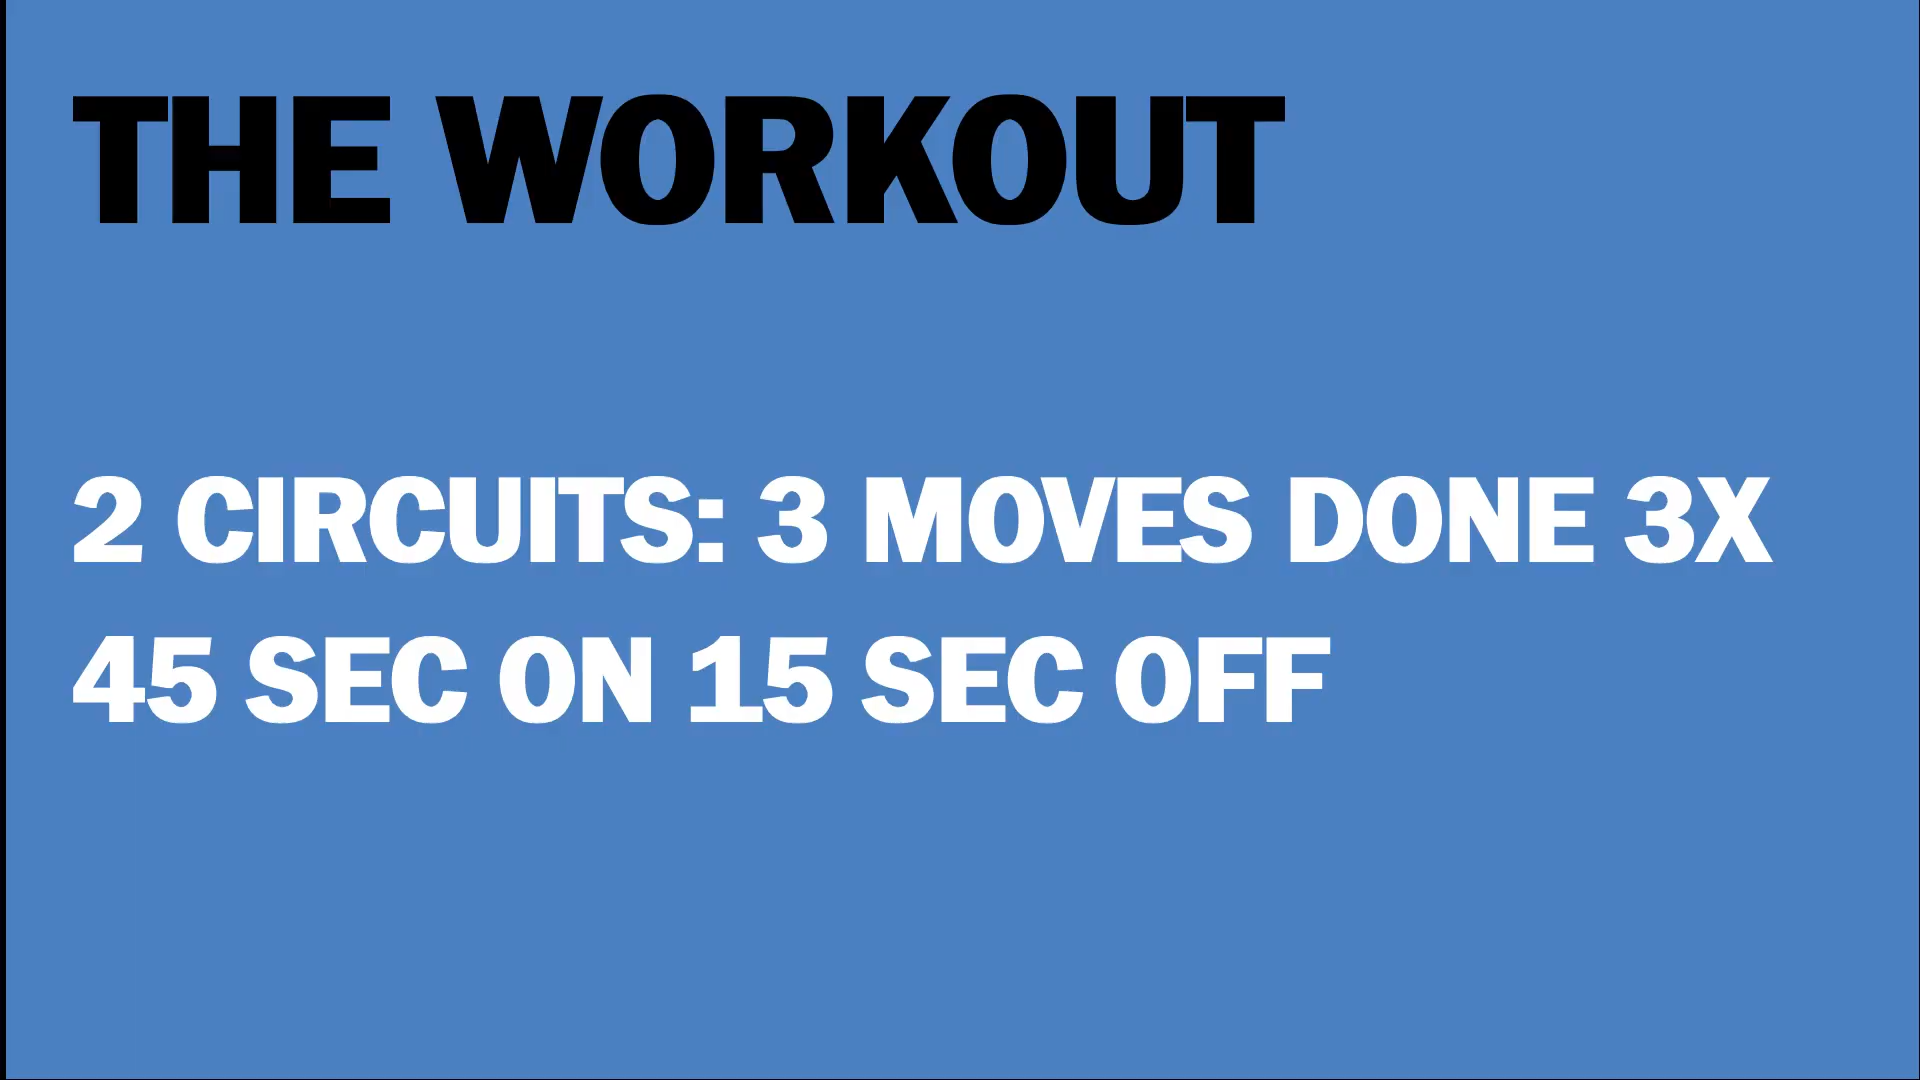 THE WORKOUT
2 CIRCUITS: 3 MOVES DONE 3X
45 SEC ON 15 SEC OFF